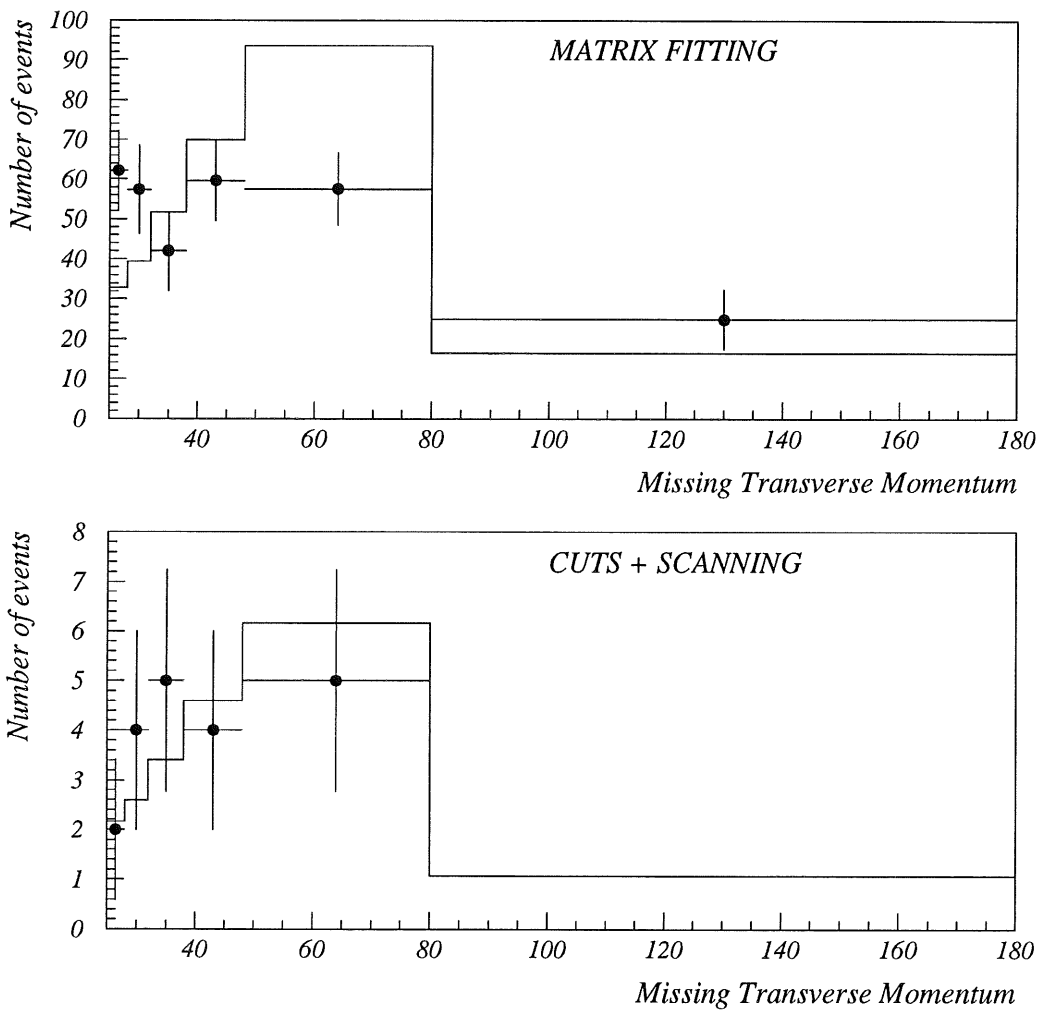 MATRIX FITTING
Number of events
100
90
80
70
60
50
40
30
20
10
0
40 60 80 100 120 140 160 180
Missing Transverse Momentum
CUTS + SCANNING
Number of events
8
7
6
5
4
3
2
1
0
40 60 80 100 120 140 160 180
Missing Transverse Momentum